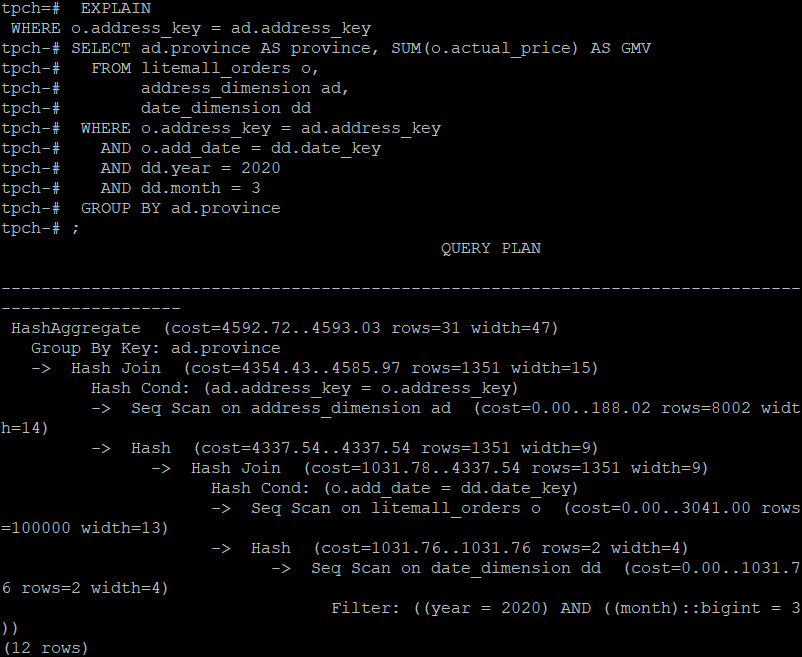 tpch=#  EXPLAIN
 WHERE o.address_key = ad.address_key
tpch-# SELECT ad.province AS province, SUM(o.actual_price) AS GMV
tpch-#   FROM litemall_orders o,
tpch-#        address_dimension ad,
tpch-#        date_dimension dd
tpch-#  WHERE o.address_key = ad.address_key
tpch-#    AND o.add_date = dd.date_key
tpch-#    AND dd.year = 2020
tpch-#    AND dd.month = 3
tpch-#  GROUP BY ad.province
tpch-# ;
                                            QUERY PLAN
--------------------------------------------------------------------------------
------------------
 HashAggregate  (cost=4592.72..4593.03 rows=31 width=47)
   Group By Key: ad.province
   ->  Hash Join  (cost=4354.43..4585.97 rows=1351 width=15)
         Hash Cond: (ad.address_key = o.address_key)
         ->  Seq Scan on address_dimension ad  (cost=0.00..188.02 rows=8002 widt
h=14)
         ->  Hash  (cost=4337.54..4337.54 rows=1351 width=9)
               ->  Hash Join  (cost=1031.78..4337.54 rows=1351 width=9)
                     Hash Cond: (o.add_date = dd.date_key)
                     ->  Seq Scan on litemall_orders o  (cost=0.00..3041.00 rows
=100000 width=13)
                     ->  Hash  (cost=1031.76..1031.76 rows=2 width=4)
                           ->  Seq Scan on date_dimension dd  (cost=0.00..1031.7
6 rows=2 width=4)
                                 Filter: ((year = 2020) AND ((month)::bigint = 3
))
(12 rows)